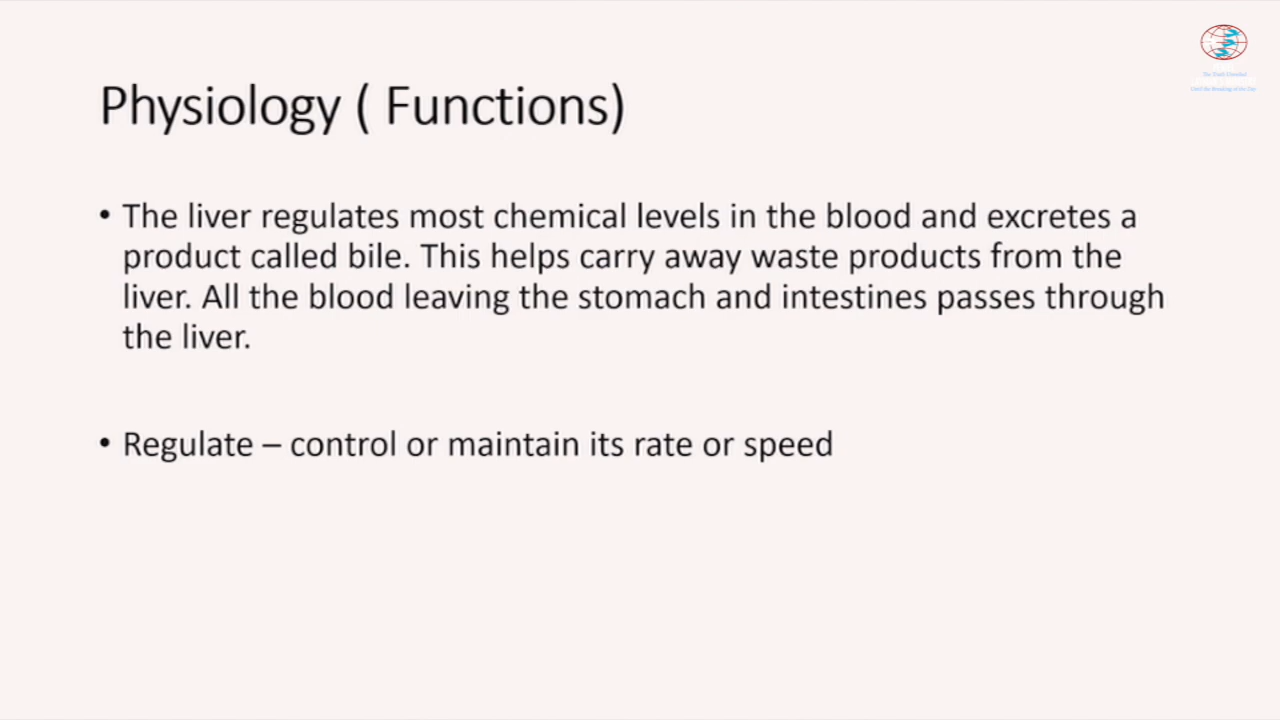 Physiology ( Functions)
• The liver regulates most chemical levels in the blood and excretes a
product called bile. This helps carry away waste products from the
liver. All the blood leaving the stomach and intestines passes through
the liver.
• Regulate – control or maintain its rate or speed